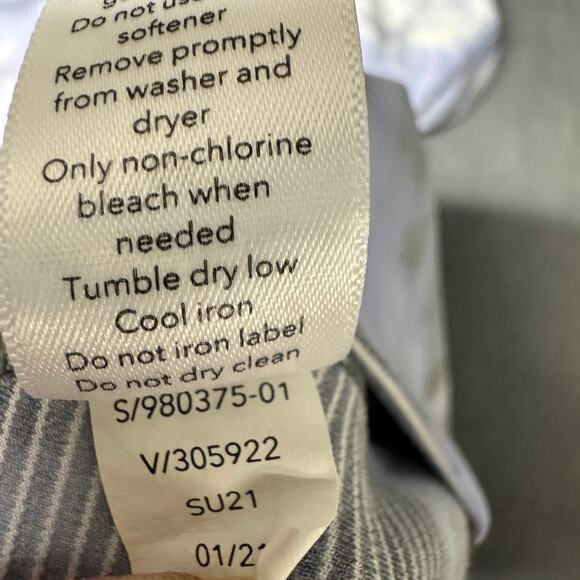 Do not use
softener
Remove promptly
from washer and
dryer
Only non-chlorine
bleach when
needed
Tumble dry low
Cool iron
Do not iron label
Do not dry clean
S/980375-01
V/305922
SU21